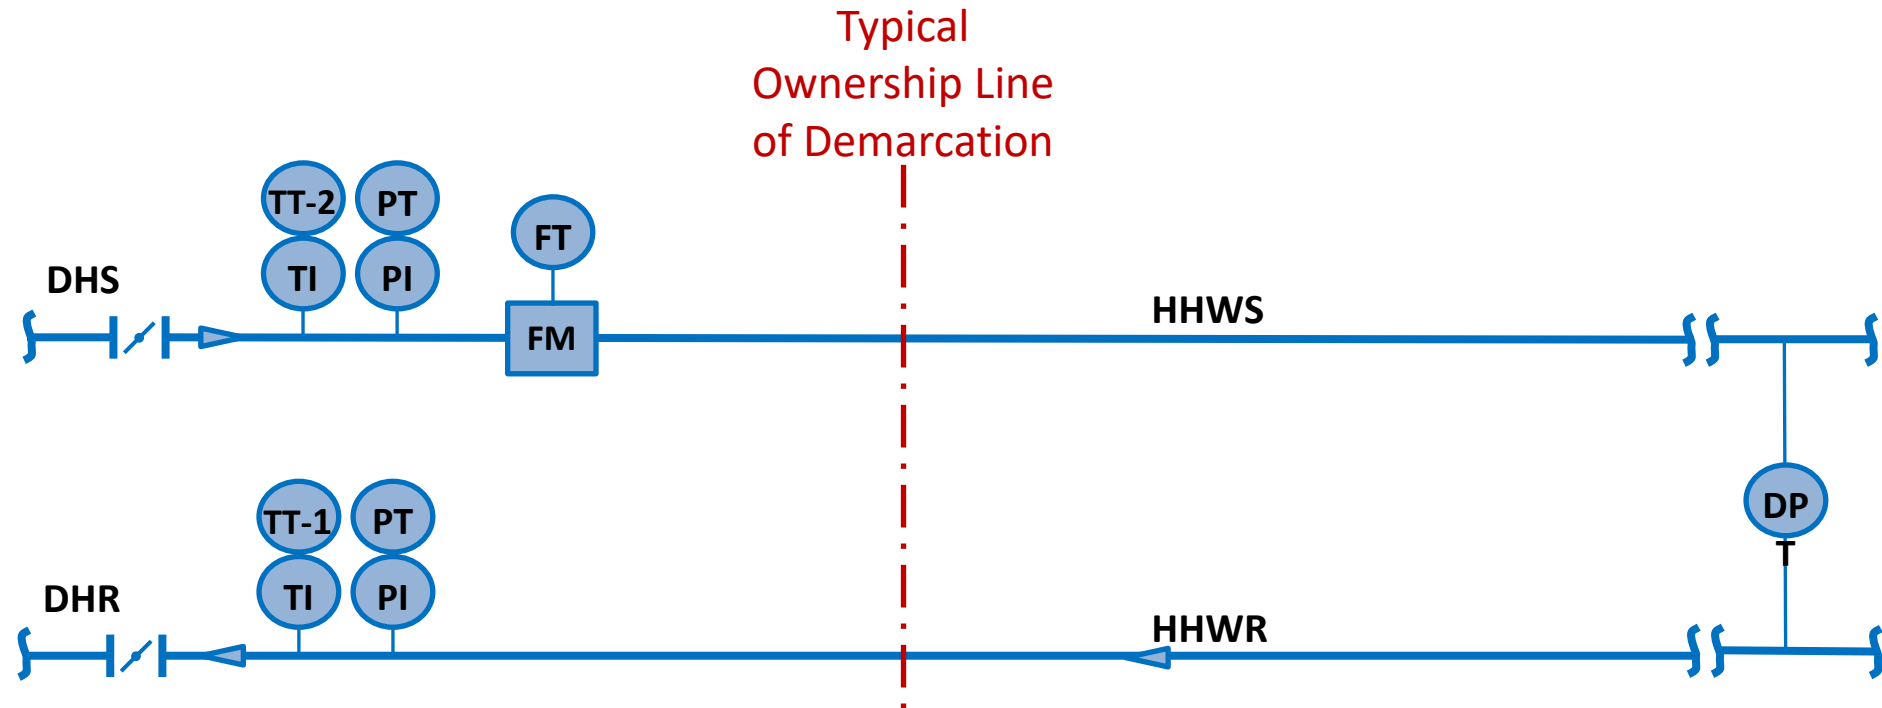 Typical
Ownership Line
of Demarcation
TT-2
PT
FT
TI
PI
DHS
HHWS
FM
TT-1
PT
DP
T
TI
PI
DHR
HHWR